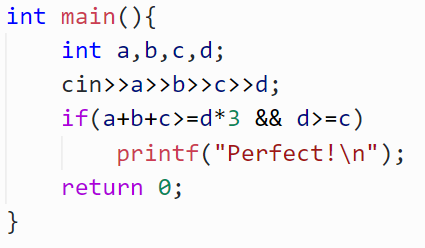 int main(){
    int a,b,c,d;
    cin>>a>>b>>c>>d;
    if(a+b+c>=d*3 && d>=c)
        printf("Perfect!\n");
    return 0;
}